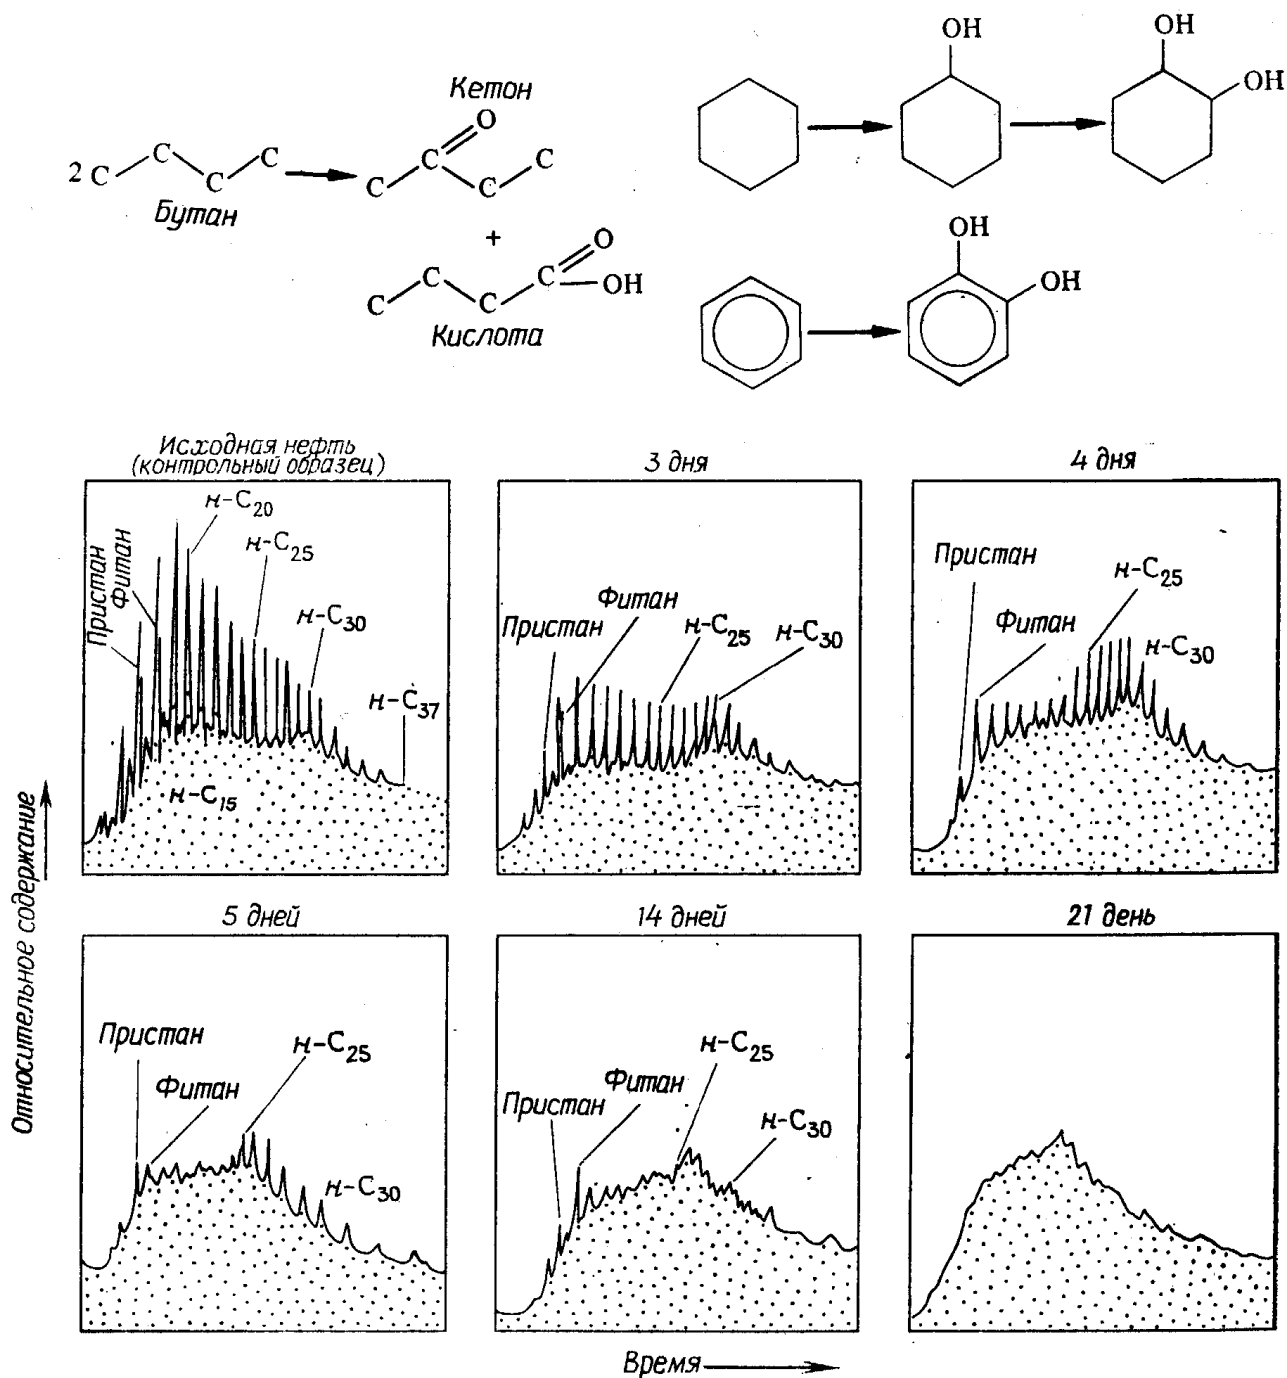 Кетон
O
C
C
C
C
2C
C
C
C
Бутан
+
O
C
C
C
C
OH
Кислота
OH
OH
OH
OH
OH
Исходная нефть
(контрольный образец)
Пристан
Фитан
н-C20
н-C25
н-C30
н-C37
н-C15
3 дня
Пристан
Фитан
н-C25
н-C30
4 дня
Пристан
Фитан
н-C25
н-C30
Относительное содержание
5 дней
Пристан
Фитан
н-C25
н-C30
14 дней
Пристан
Фитан
н-C25
н-C30
21 день
Время